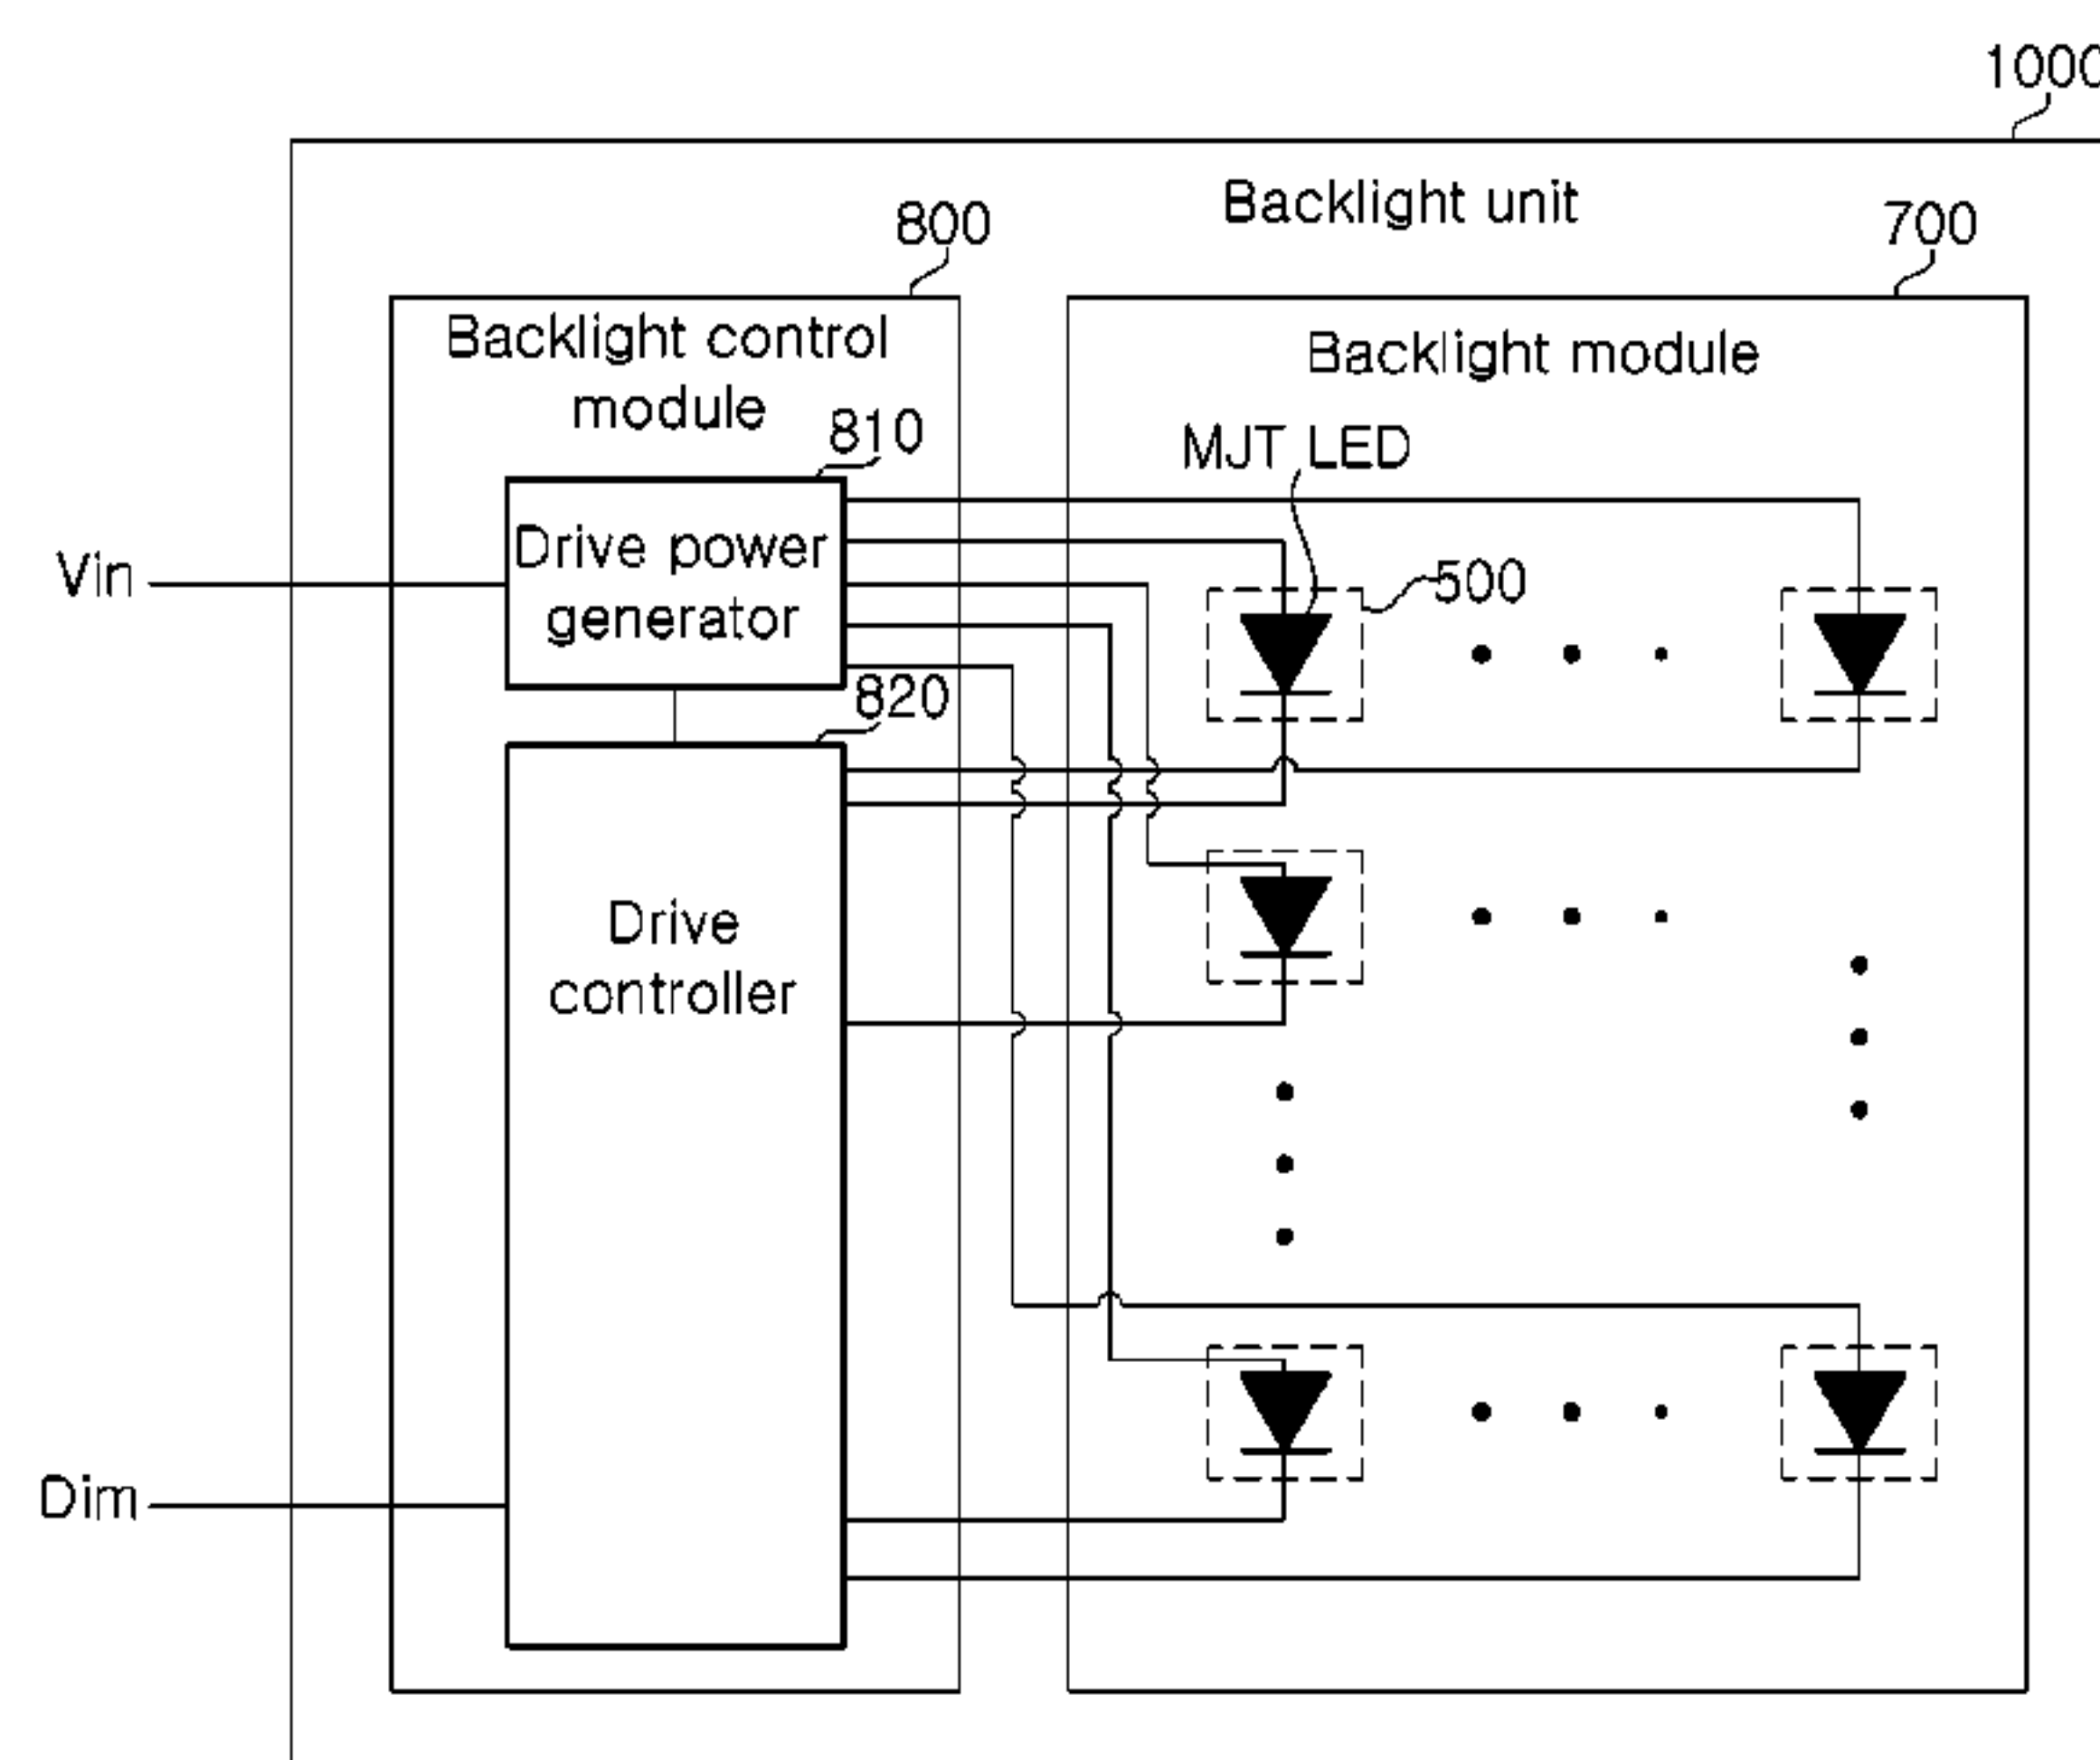 1000
Backlight unit
800
700
Backlight control
module
Backlight module
810
MJT LED
Drive power
generator
Vin
500
820
Drive
controller
Dim